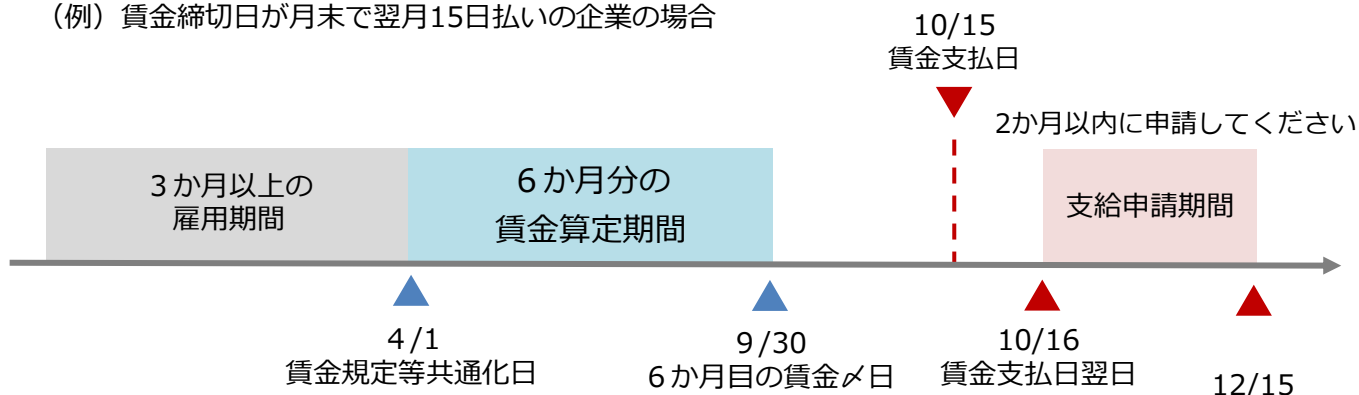 （例）賃金締切日が月末で翌月15日払いの企業の場合
10/15
賃金支払日
2か月以内に申請してください
３か月以上の
雇用期間
６か月分の
賃金算定期間
支給申請期間
４/１
賃金規定等共通化日
９/30
６か月目の賃金〆日
10/16
賃金支払日翌日
12/15